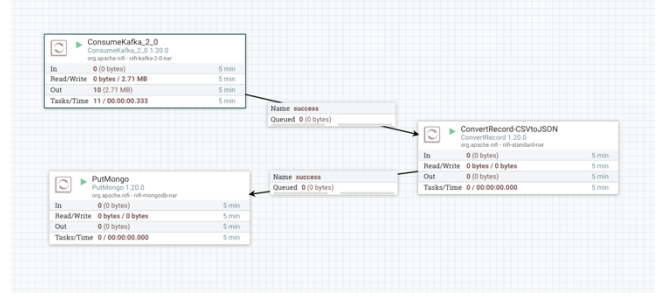 ConsumeKafka_2_0
ConsumeKafka_2_0 1.20.0
org.apache.nifi - nifi-kafka-2-0-nar
In 0 (0 bytes) 5 min
Read/Write 0 bytes / 2.71 MB 5 min
Out 10 (2.71 MB) 5 min
Tasks/Time 11 / 00:00:00.333 5 min
Name success
Queued 0 (0 bytes)
ConvertRecord-CSVtoJSON
ConvertRecord 1.20.0
org.apache.nifi - nifi-standard-nar
In 0 (0 bytes) 5 min
Read/Write 0 bytes / 0 bytes 5 min
Out 0 (0 bytes) 5 min
Tasks/Time 0 / 00:00:00.000 5 min
Name success
Queued 0 (0 bytes)
PutMongo
PutMongo 1.20.0
org.apache.nifi - nifi-mongodb-nar
In 0 (0 bytes) 5 min
Read/Write 0 bytes / 0 bytes 5 min
Out 0 (0 bytes) 5 min
Tasks/Time 0 / 00:00:00.000 5 min